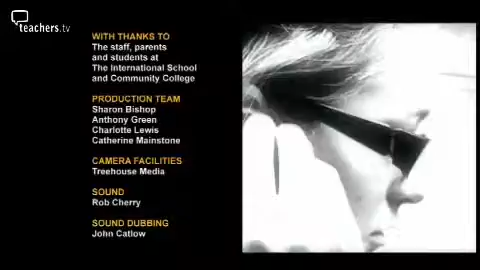 teachers.tv
WITH THANKS TO
The staff, parents
and students at
The International School
and Community College
PRODUCTION TEAM
Sharon Bishop
Anthony Green
Charlotte Lewis
Catherine Mainstone
CAMERA FACILITIES
Treehouse Media
SOUND
Rob Cherry
SOUND DUBBING
John Catlow